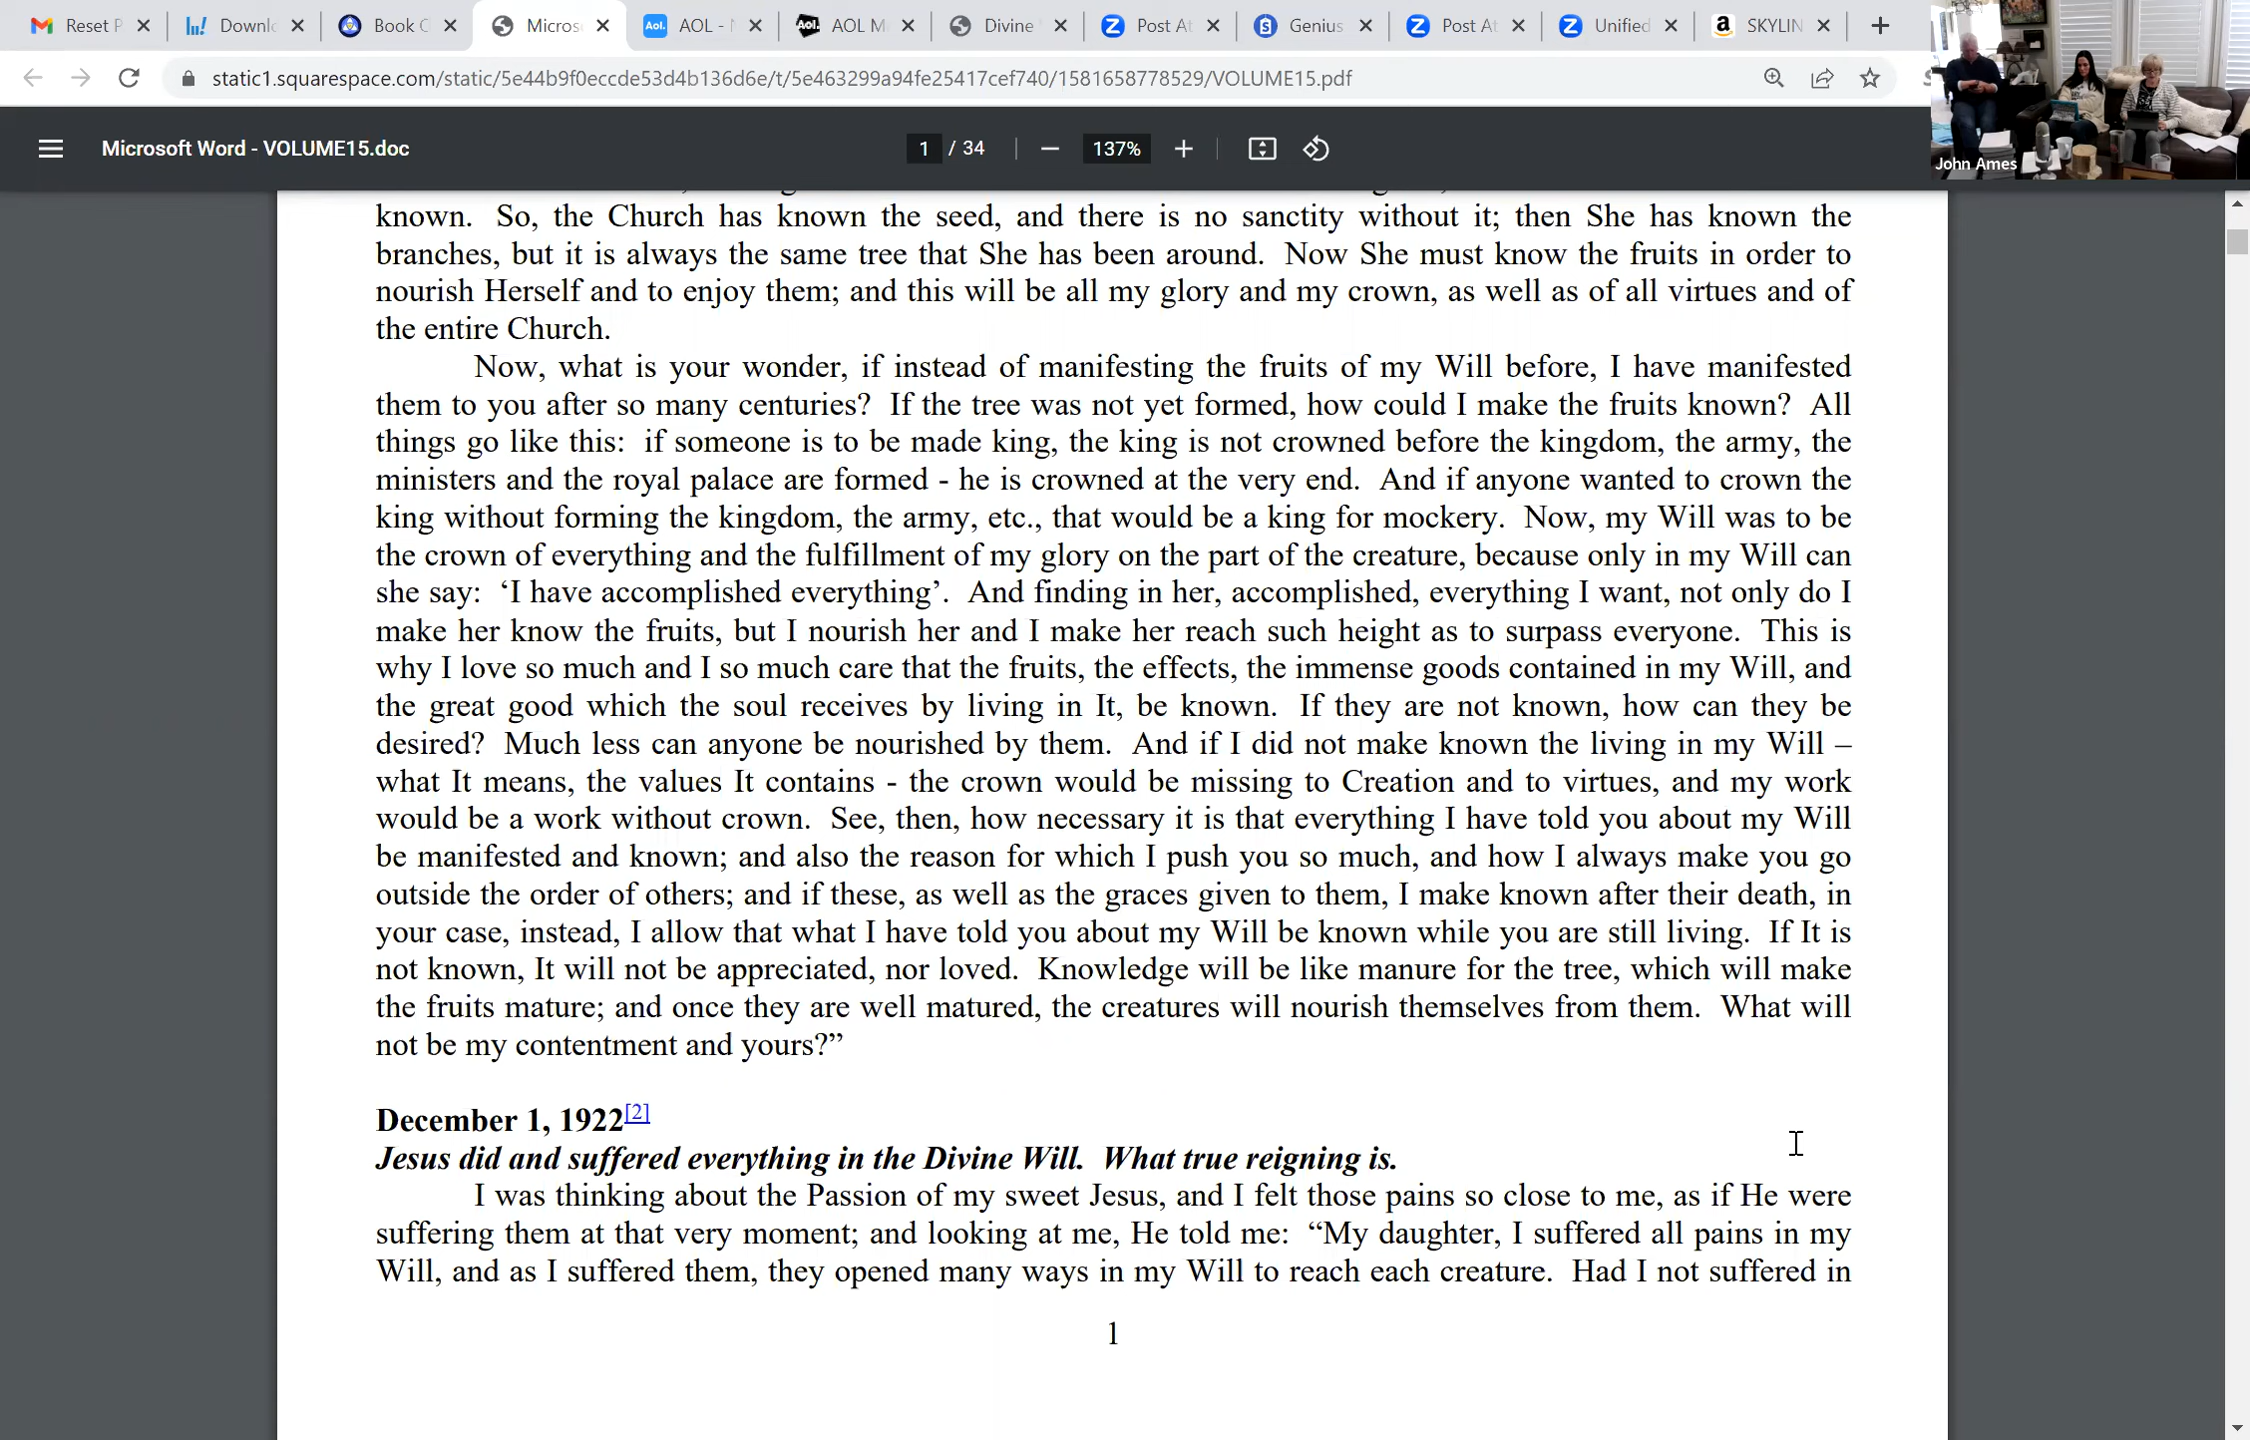 Reset P
Downlo
Book C
Micros
AOL -
AOL M
Divine
Post At
Genius
Post At
Unified
SKYLIN
static1.squarespace.com/static/5e44b9f0eccde53d4b136d6e/t/5e463299a94fe25417cef740/1581658778529/VOLUME15.pdf
Microsoft Word - VOLUME15.doc
1 / 34
137%
John Ames
known. So, the Church has known the seed, and there is no sanctity without it; then She has known the
branches, but it is always the same tree that She has been around. Now She must know the fruits in order to
nourish Herself and to enjoy them; and this will be all my glory and my crown, as well as of all virtues and of
the entire Church.
Now, what is your wonder, if instead of manifesting the fruits of my Will before, I have manifested
them to you after so many centuries? If the tree was not yet formed, how could I make the fruits known? All
things go like this: if someone is to be made king, the king is not crowned before the kingdom, the army, the
ministers and the royal palace are formed - he is crowned at the very end. And if anyone wanted to crown the
king without forming the kingdom, the army, etc., that would be a king for mockery. Now, my Will was to be
the crown of everything and the fulfillment of my glory on the part of the creature, because only in my Will can
she say: ‘I have accomplished everything’. And finding in her, accomplished, everything I want, not only do I
make her know the fruits, but I nourish her and I make her reach such height as to surpass everyone. This is
why I love so much and I so much care that the fruits, the effects, the immense goods contained in my Will, and
the great good which the soul receives by living in It, be known. If they are not known, how can they be
desired? Much less can anyone be nourished by them. And if I did not make known the living in my Will –
what It means, the values It contains - the crown would be missing to Creation and to virtues, and my work
would be a work without crown. See, then, how necessary it is that everything I have told you about my Will
be manifested and known; and also the reason for which I push you so much, and how I always make you go
outside the order of others; and if these, as well as the graces given to them, I make known after their death, in
your case, instead, I allow that what I have told you about my Will be known while you are still living. If It is
not known, It will not be appreciated, nor loved. Knowledge will be like manure for the tree, which will make
the fruits mature; and once they are well matured, the creatures will nourish themselves from them. What will
not be my contentment and yours?”
December 1, 1922[2]
Jesus did and suffered everything in the Divine Will. What true reigning is.
I was thinking about the Passion of my sweet Jesus, and I felt those pains so close to me, as if He were
suffering them at that very moment; and looking at me, He told me: “My daughter, I suffered all pains in my
Will, and as I suffered them, they opened many ways in my Will to reach each creature. Had I not suffered in
1